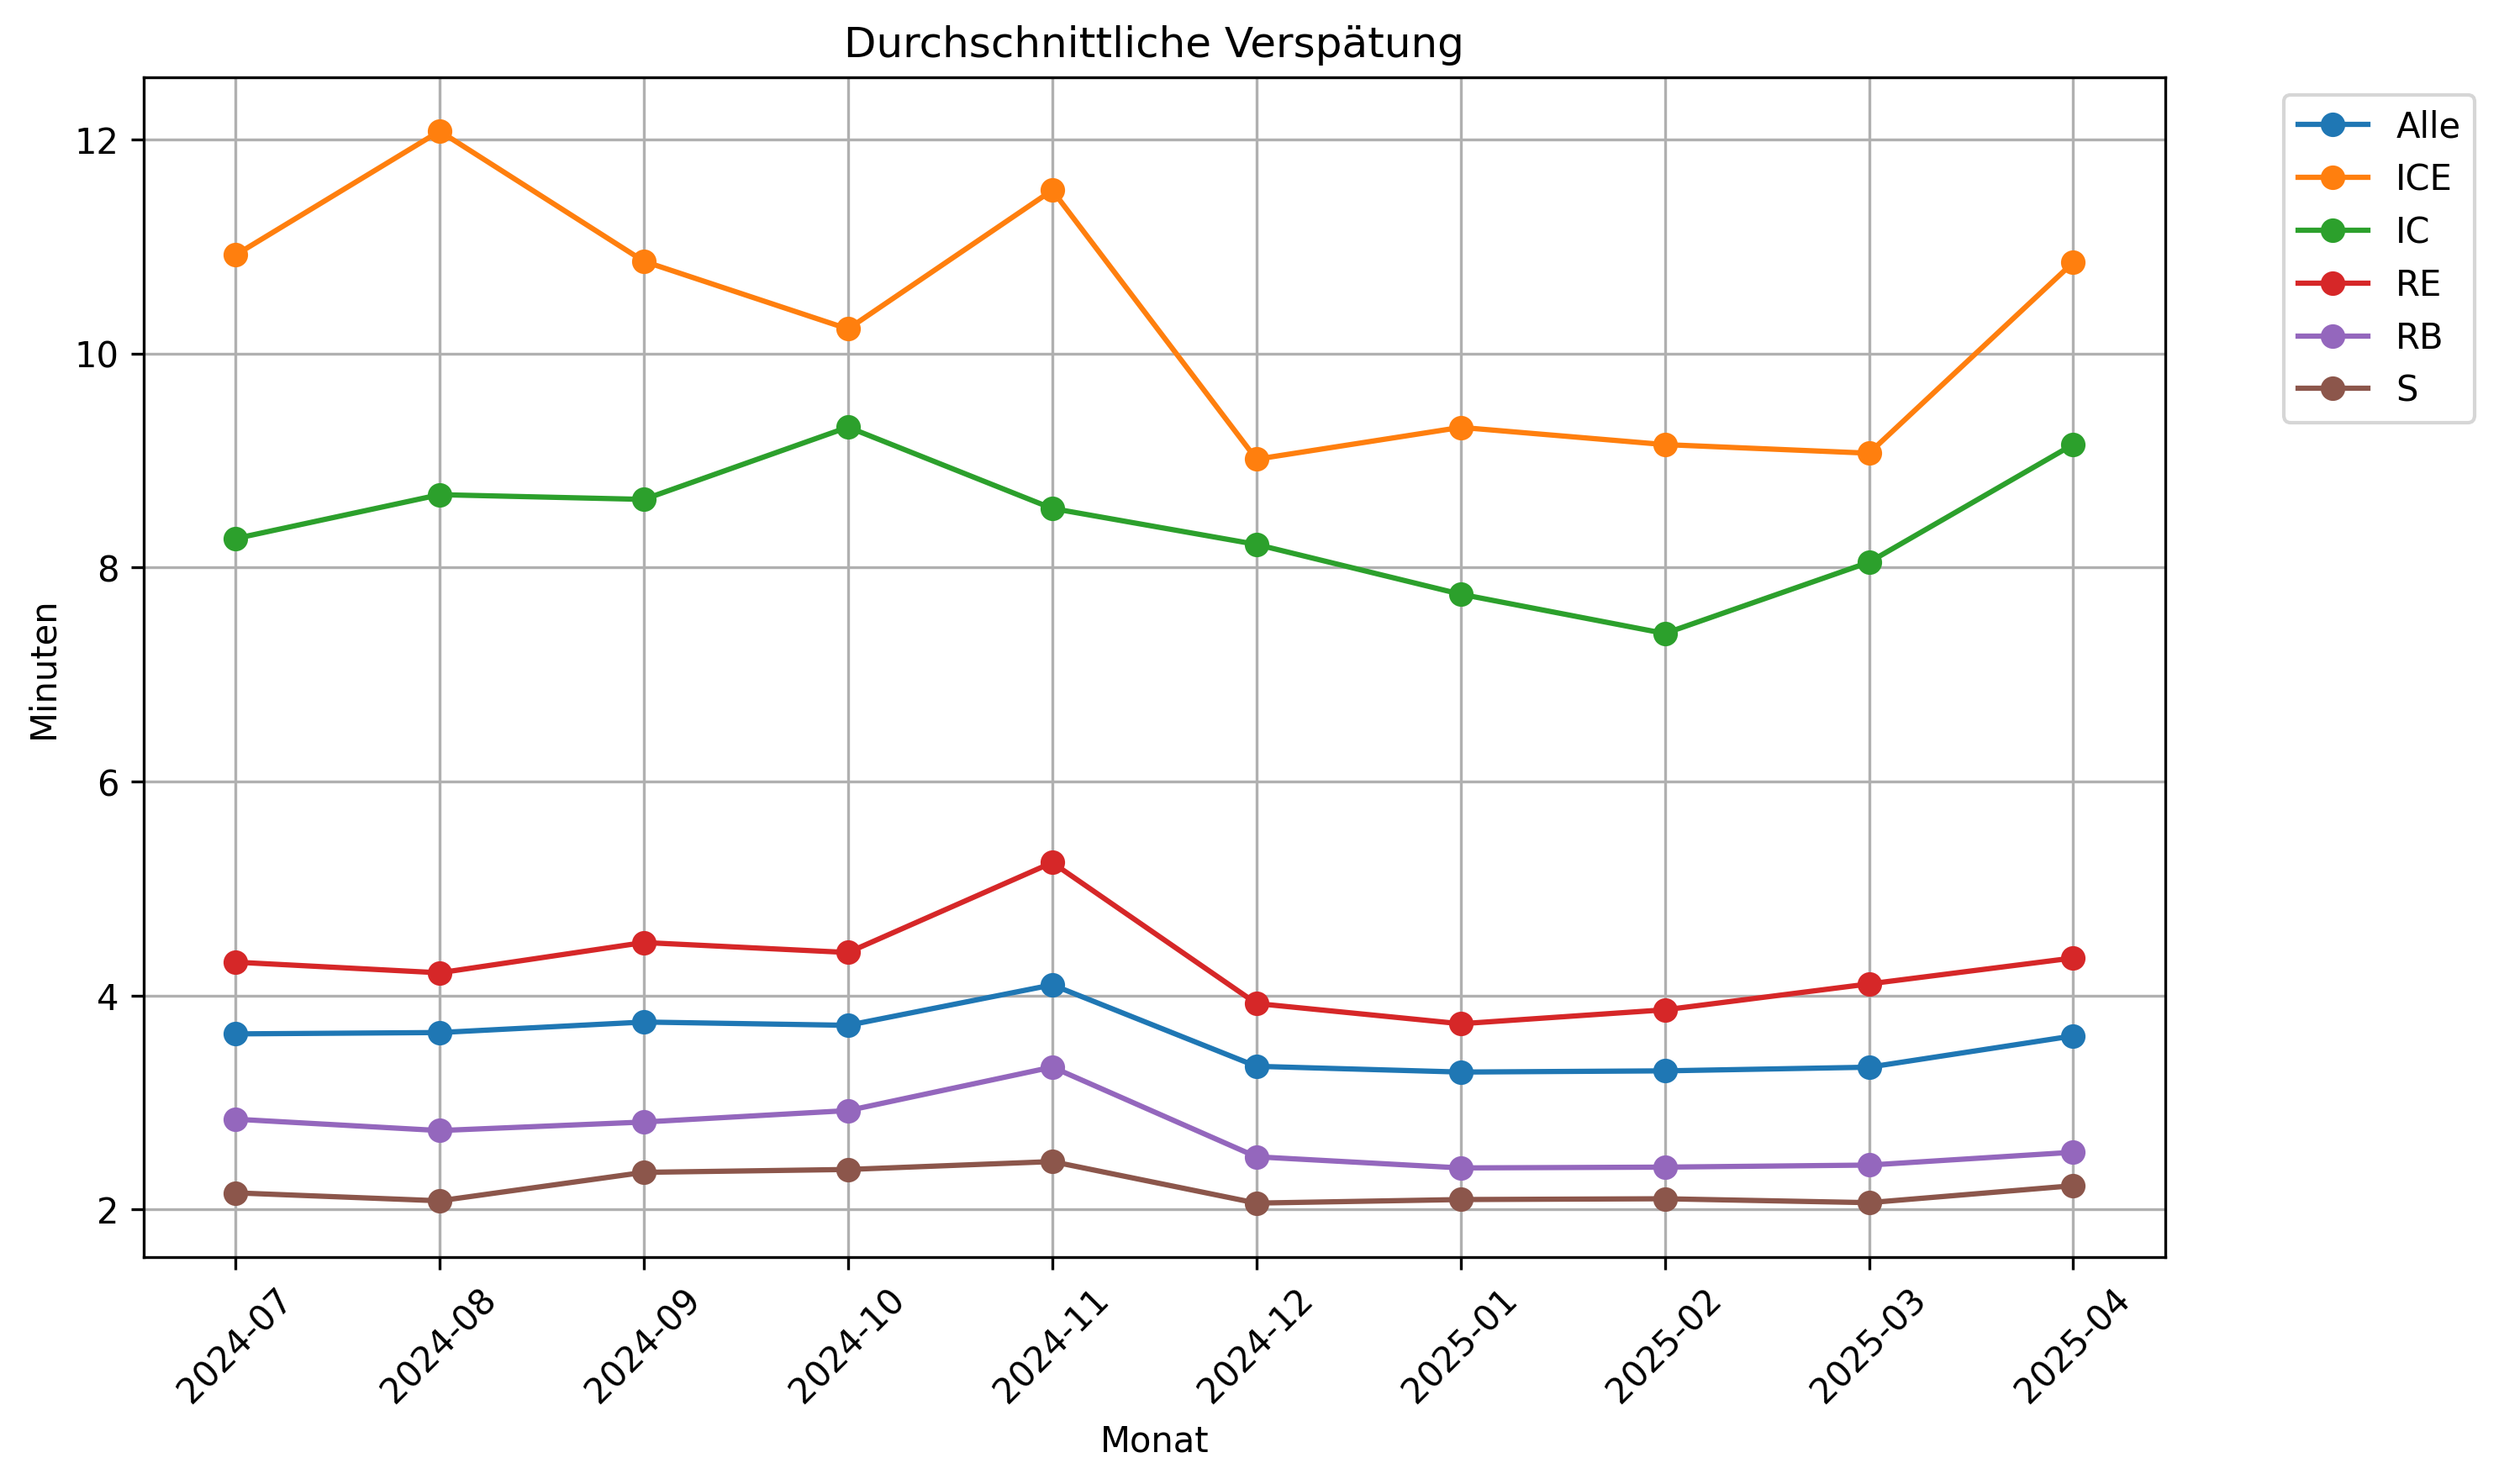 Durchschnittliche Verspätung
Minuten
12
10
8
6
4
2
2024-07
2024-08
2024-09
2024-10
2024-11
2024-12
2025-01
2025-02
2025-03
2025-04
Monat
Alle
ICE
IC
RE
RB
S